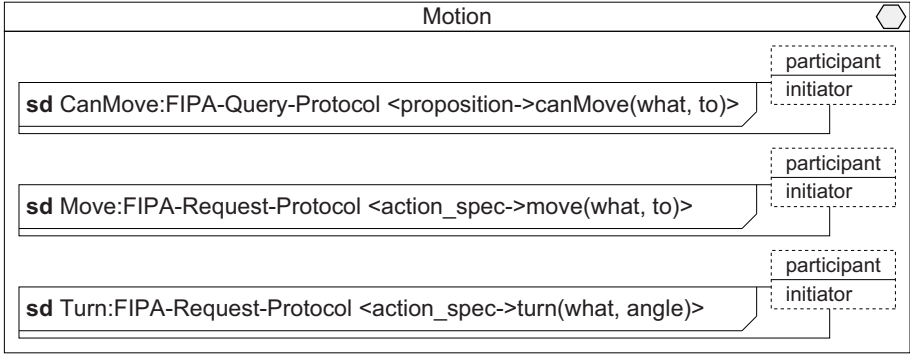 Motion
participant
initiator
sd CanMove:FIPA-Query-Protocol <proposition->canMove(what, to)>
participant
initiator
sd Move:FIPA-Request-Protocol <action_spec->move(what, to)>
participant
initiator
sd Turn:FIPA-Request-Protocol <action_spec->turn(what, angle)>